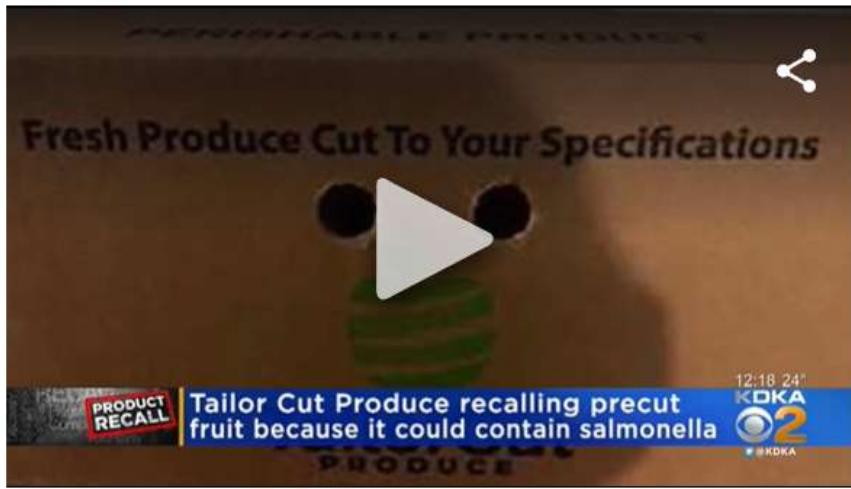 PERISHABLE PRODUCT
Fresh Produce Cut To Your Specifications
12:18 24°
KDKA
2
@KDKA
PRODUCT
RECALL
Tailor Cut Produce recalling precut
fruit because it could contain salmonella
PRODUCE